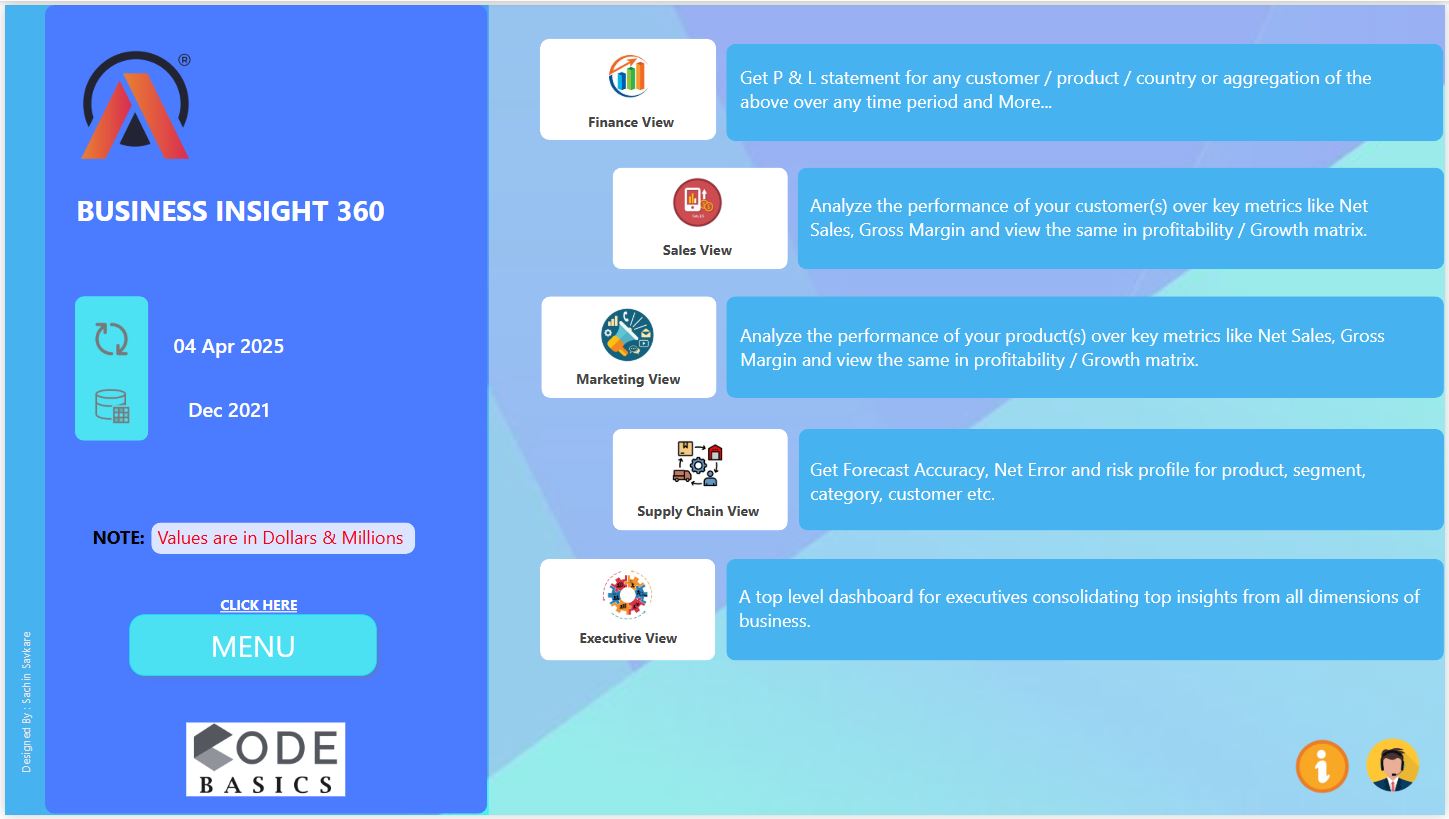 ®
BUSINESS INSIGHT 360
04 Apr 2025
Dec 2021
NOTE: Values are in Dollars & Millions
CLICK HERE
MENU
CODE
BASICS
Designed By : Sachin Savkare
Finance View
Get P & L statement for any customer / product / country or aggregation of the
above over any time period and More...
Sales View
Analyze the performance of your customer(s) over key metrics like Net
Sales, Gross Margin and view the same in profitability / Growth matrix.
Marketing View
Analyze the performance of your product(s) over key metrics like Net Sales, Gross
Margin and view the same in profitability / Growth matrix.
Supply Chain View
Get Forecast Accuracy, Net Error and risk profile for product, segment,
category, customer etc.
Executive View
A top level dashboard for executives consolidating top insights from all dimensions of
business.